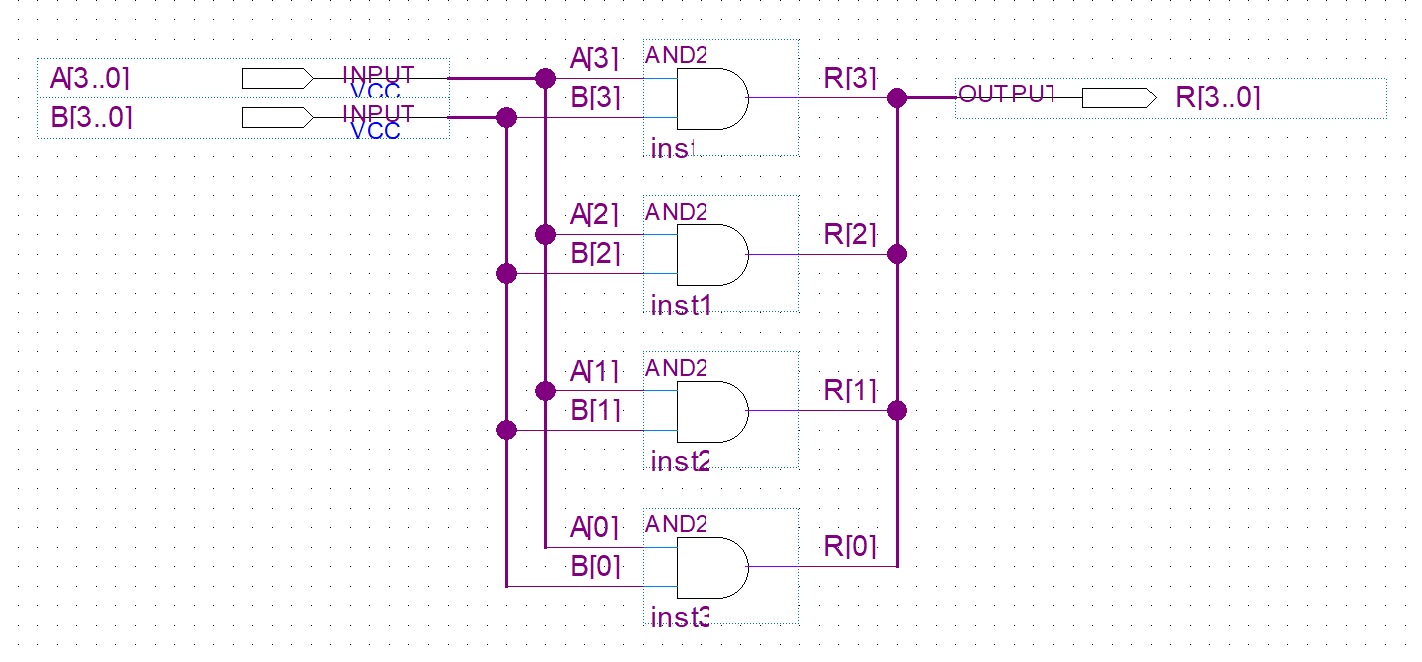 A[3..0] INPUT VCC
B[3..0] INPUT VCC
A[3]
B[3]
AND2
inst
R[3]
OUTPUT R[3..0]
A[2]
B[2]
AND2
inst1
R[2]
A[1]
B[1]
AND2
inst2
R[1]
A[0]
B[0]
AND2
inst3
R[0]